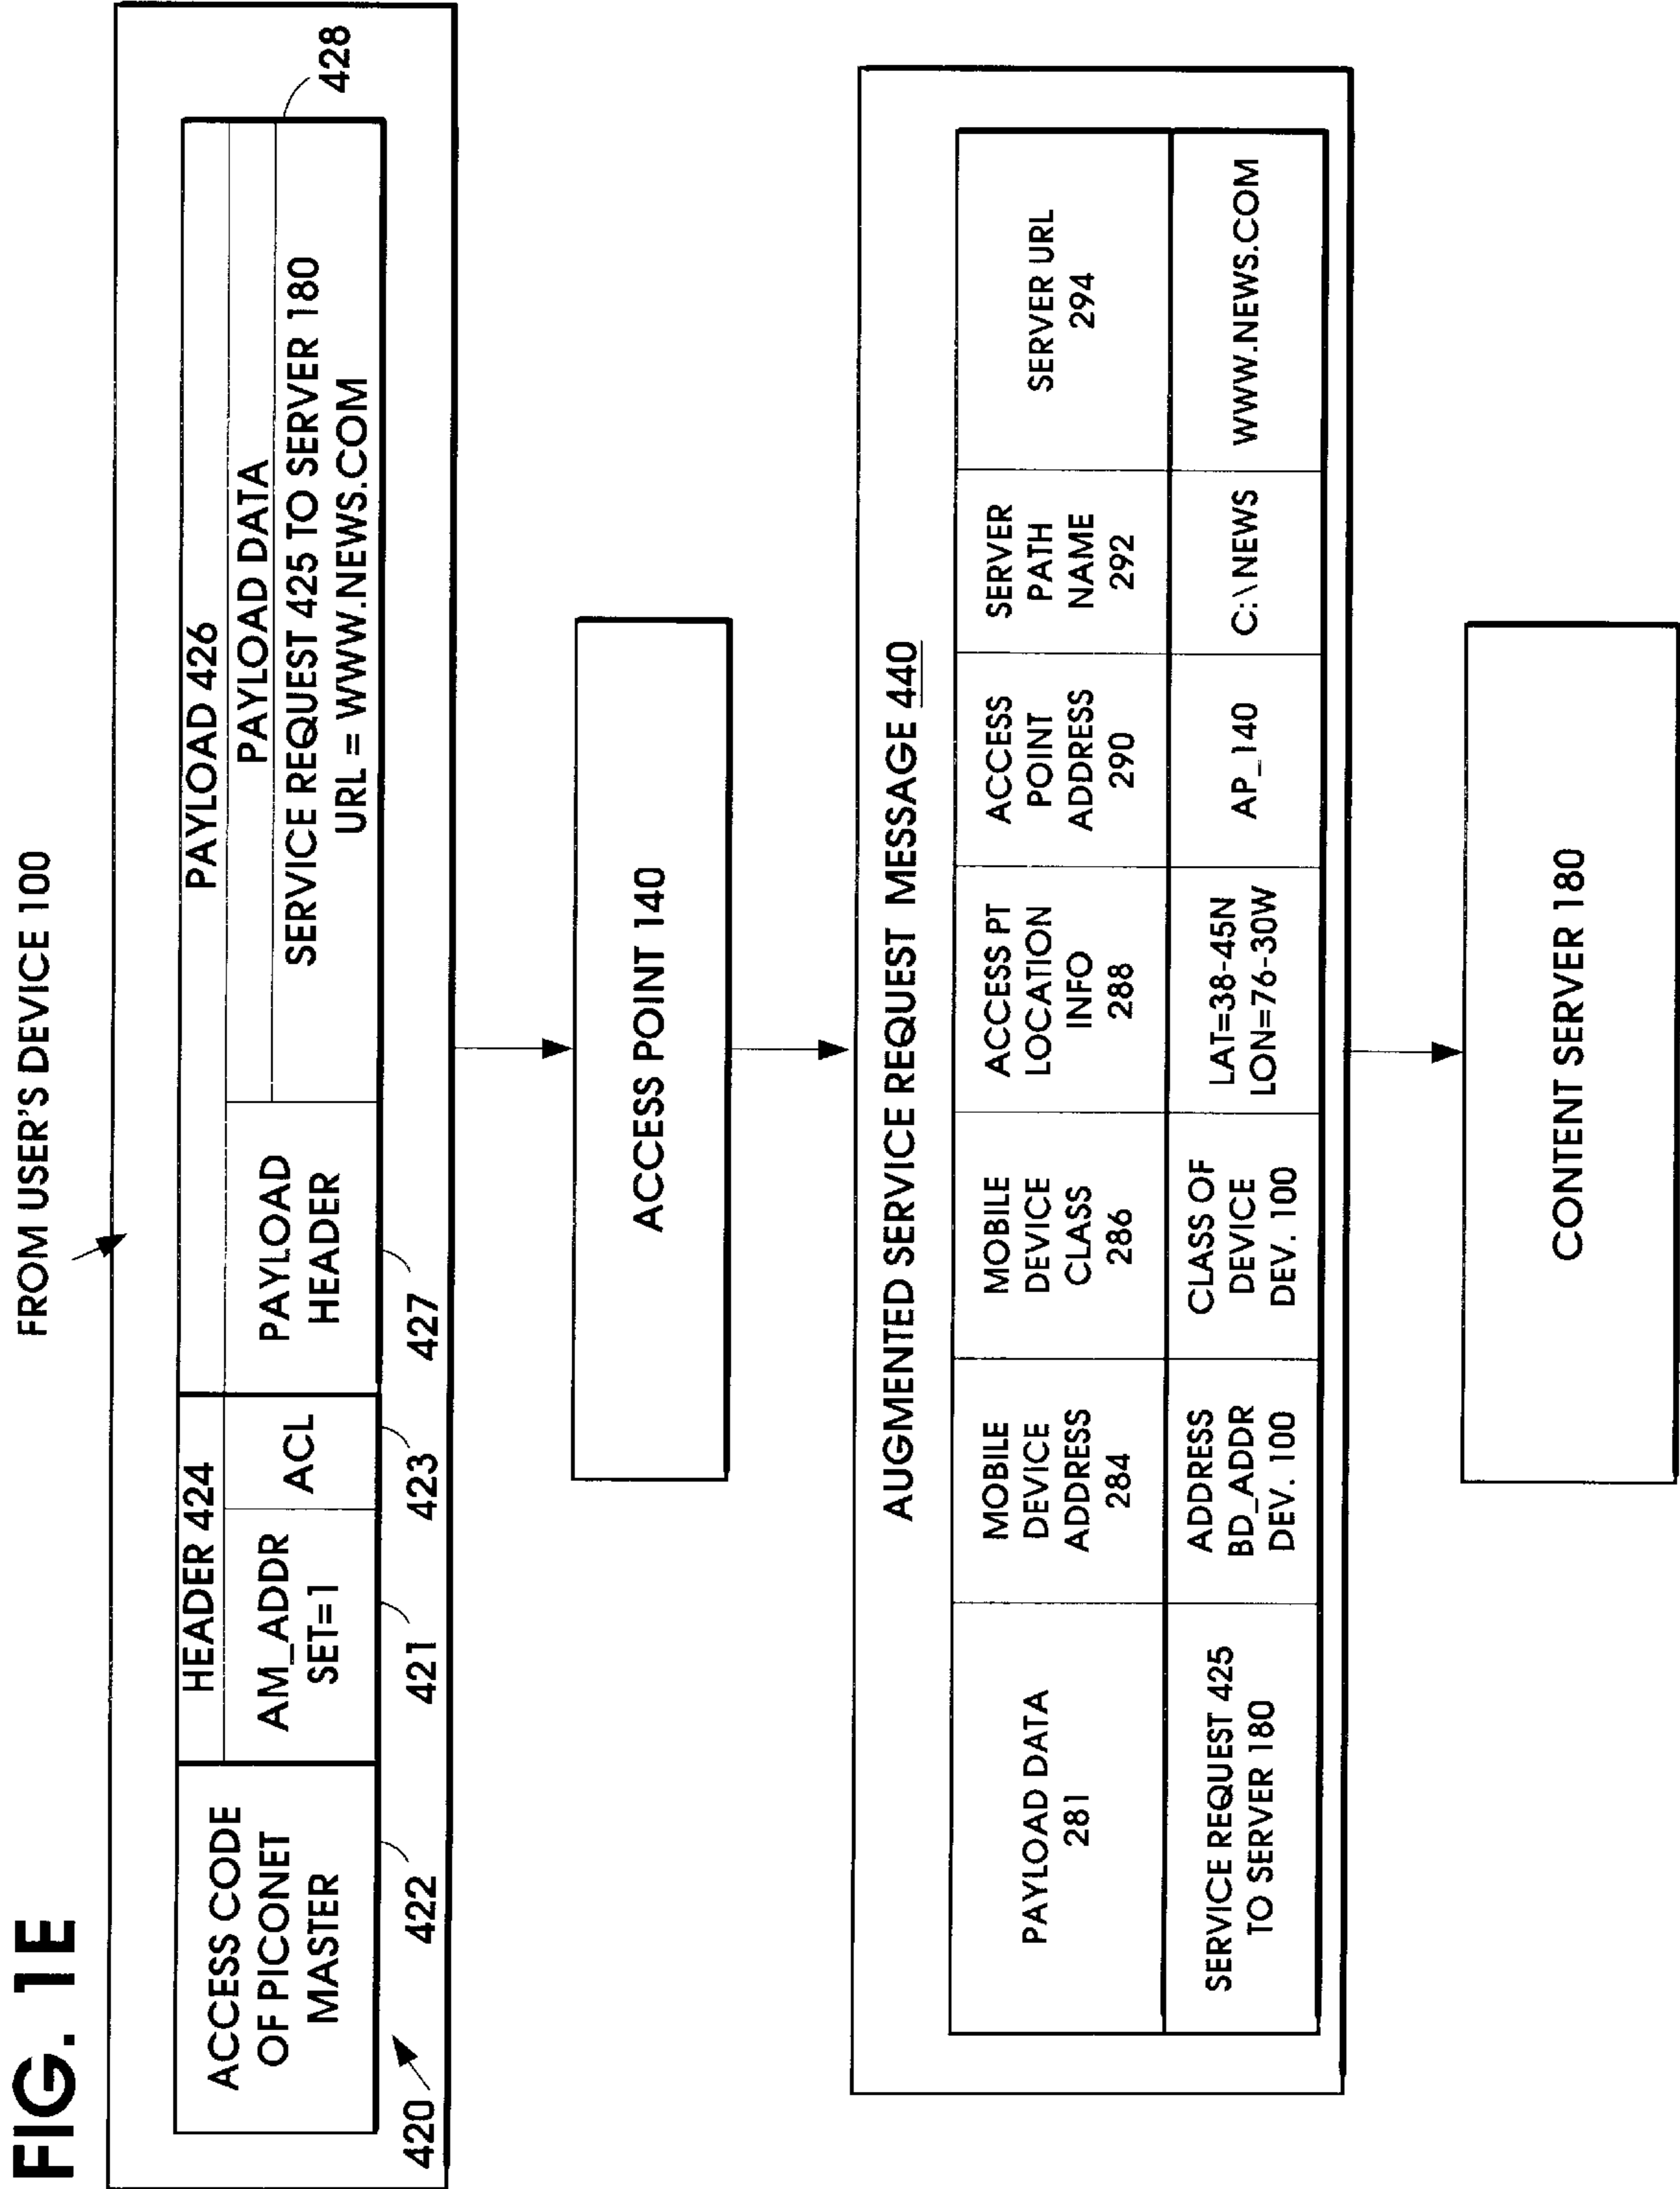 FIG. 1E
FROM USER'S DEVICE 100
ACCESS CODE
OF PICONET
MASTER
HEADER 424
AM_ADDR
SET=1
ACL
PAYLOAD 426
PAYLOAD
HEADER
PAYLOAD DATA
SERVICE REQUEST 425 TO SERVER 180
URL = WWW.NEWS.COM
420
422
421
423
427
428
ACCESS POINT 140
AUGMENTED SERVICE REQUEST MESSAGE 440
PAYLOAD DATA
281
MOBILE
DEVICE
ADDRESS
284
MOBILE
DEVICE
CLASS
286
ACCESS PT
LOCATION
INFO
288
ACCESS
POINT
ADDRESS
290
SERVER
PATH
NAME
292
SERVER URL
294
SERVICE REQUEST 425
TO SERVER 180
ADDRESS
BD_ADDR
DEV. 100
CLASS OF
DEVICE
DEV. 100
LAT=38-45N
LON=76-30W
AP_140
C:\NEWS
WWW.NEWS.COM
CONTENT SERVER 180